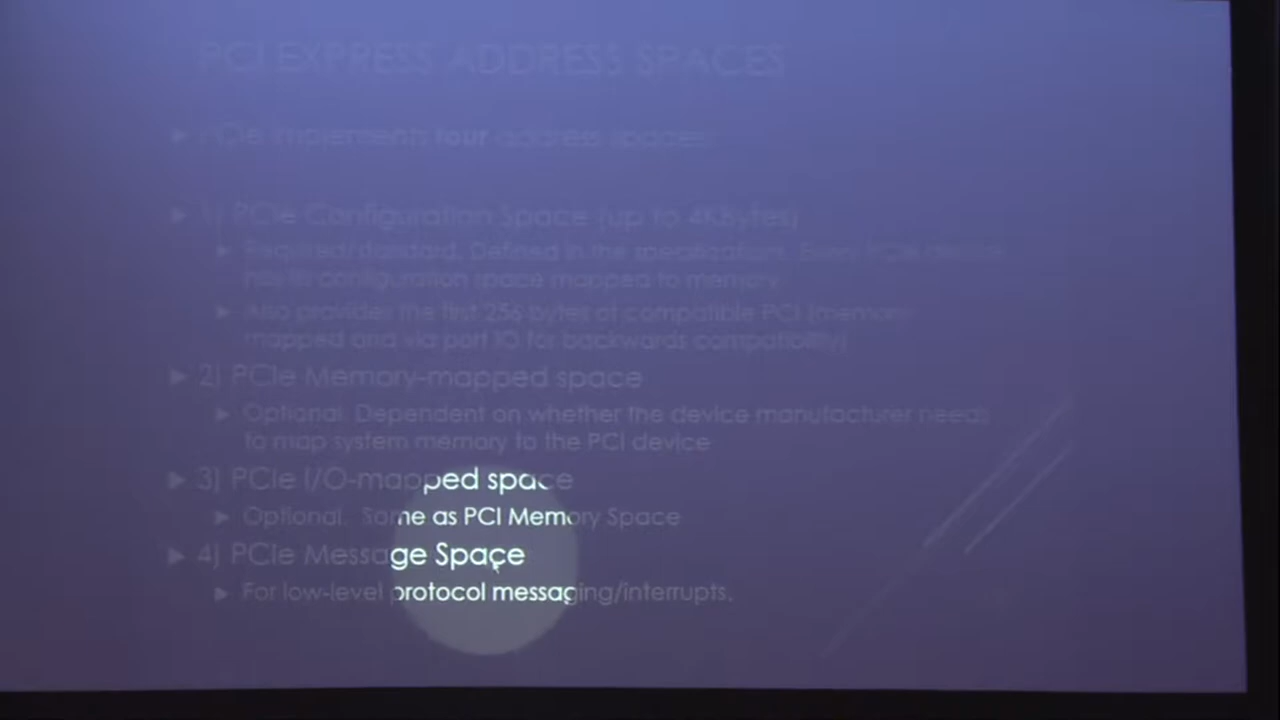 PCI EXPRESS ADDRESS SPACES
PCIe implements four address spaces
1) PCIe Configuration Space (up to 4KBytes)
Required/standard. Defined in the specifications. Every PCIe device
has its configuration space mapped to memory
Also provides the first 256 bytes of compatible PCI (memory
mapped and via port IO for backwards compatibility)
2) PCIe Memory-mapped space
Optional. Dependent on whether the device manufacturer needs
to map system memory to the PCI device
3) PCIe I/O-mapped space
Optional. Same as PCI Memory Space
4) PCIe Message Space
For low-level protocol messaging/interrupts.